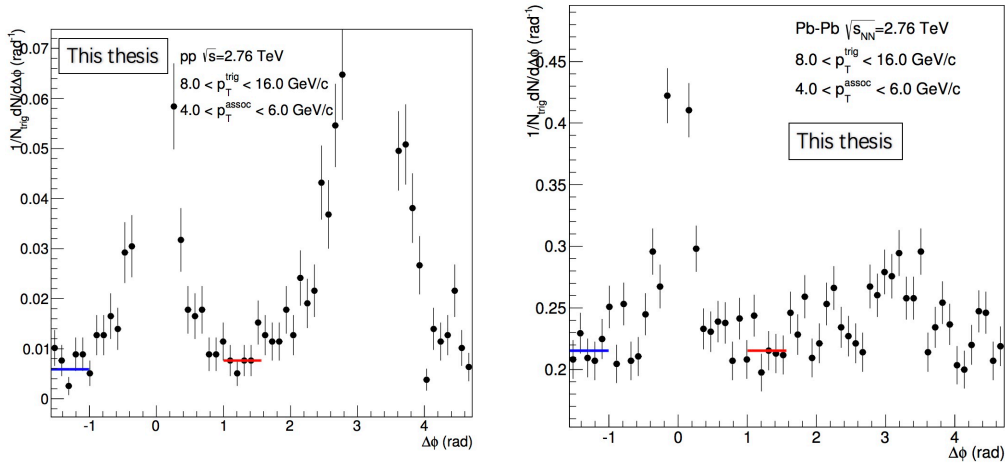 This thesis
pp √s=2.76 TeV
8.0 < p_T^trig < 16.0 GeV/c
4.0 < p_T^assoc < 6.0 GeV/c
1/N_trig dN/dΔϕ (rad⁻¹)
0.07
0.06
0.05
0.04
0.03
0.02
0.01
0
-1 0 1 2 3 4
Δϕ (rad)
Pb-Pb √s_NN=2.76 TeV
8.0 < p_T^trig < 16.0 GeV/c
4.0 < p_T^assoc < 6.0 GeV/c
This thesis
1/N_trig dN/dΔϕ (rad⁻¹)
0.45
0.4
0.35
0.3
0.25
0.2
-1 0 1 2 3 4
Δϕ (rad)